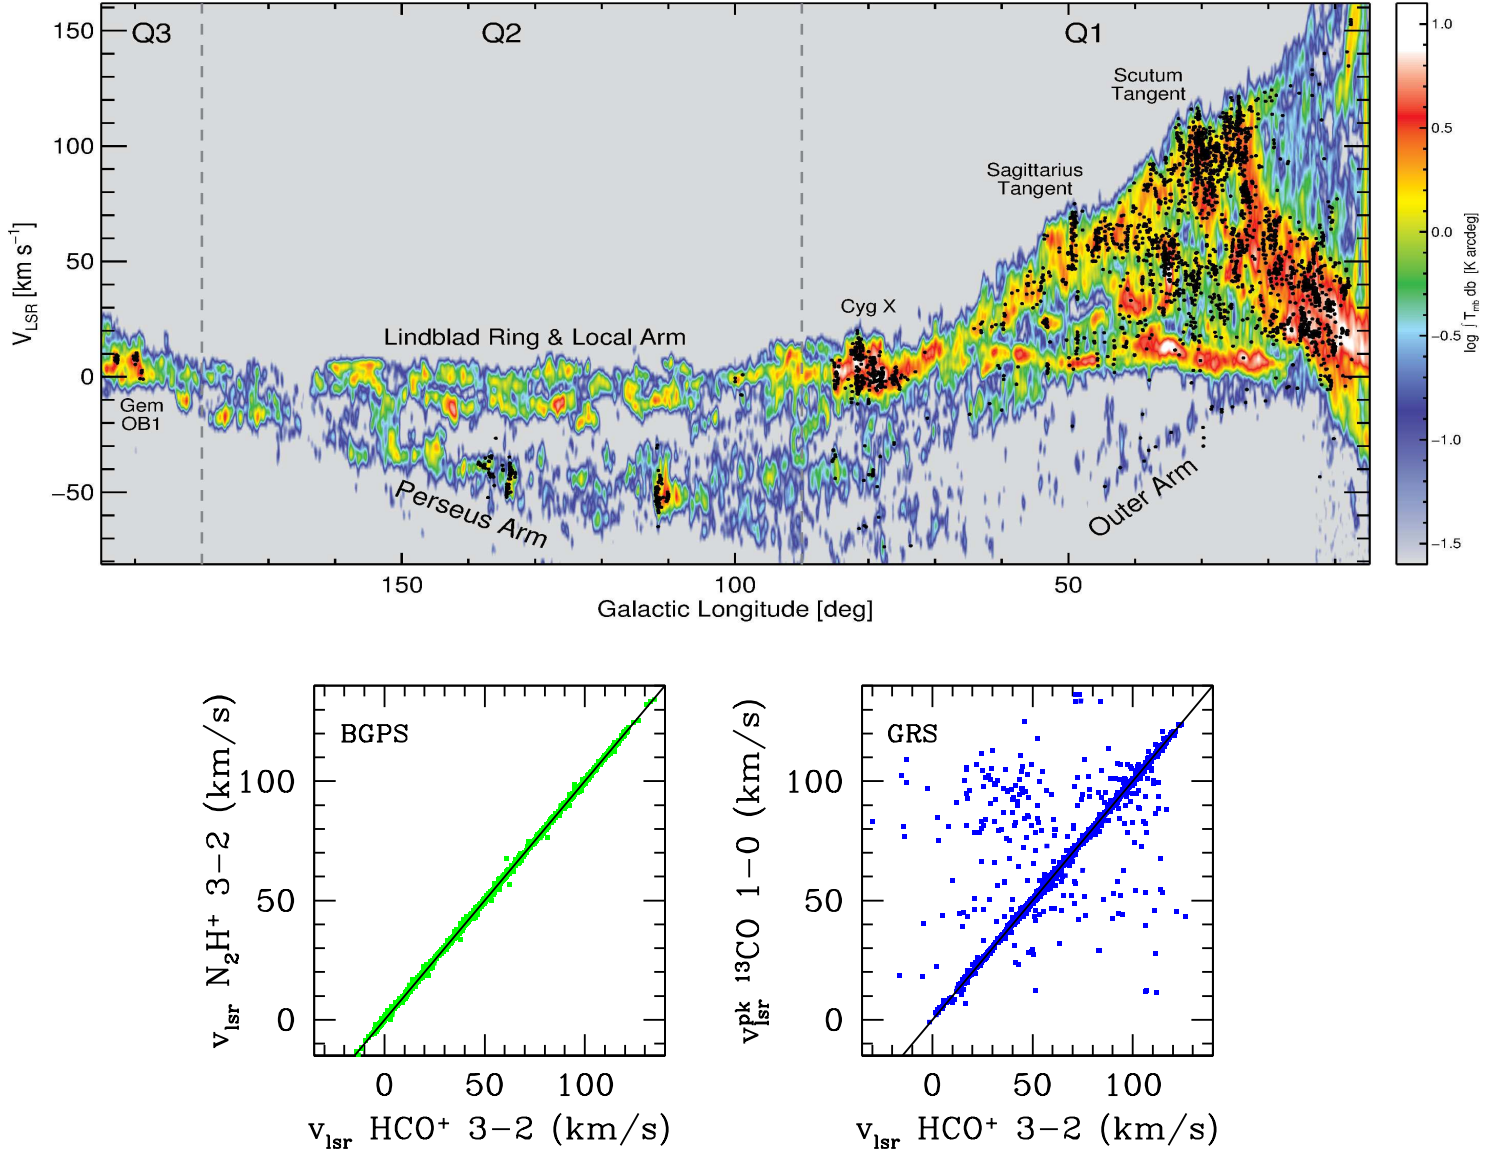 Q3
Q2
Q1
150
100
50
0
−50
V_LSR [km s⁻¹]
Scutum
Tangent
Sagittarius
Tangent
Cyg X
Lindblad Ring & Local Arm
Gem
OB1
Perseus Arm
Outer Arm
150
100
50
Galactic Longitude [deg]
1.0
0.5
0.0
−0.5
−1.0
−1.5
log ∫ T_mb db [K arcdeg]
BGPS
100
50
0
v_lsr N₂H⁺ 3−2 (km/s)
0
50
100
v_lsr HCO⁺ 3−2 (km/s)
GRS
100
50
0
v_lsr^pk ¹³CO 1−0 (km/s)
0
50
100
v_lsr HCO⁺ 3−2 (km/s)